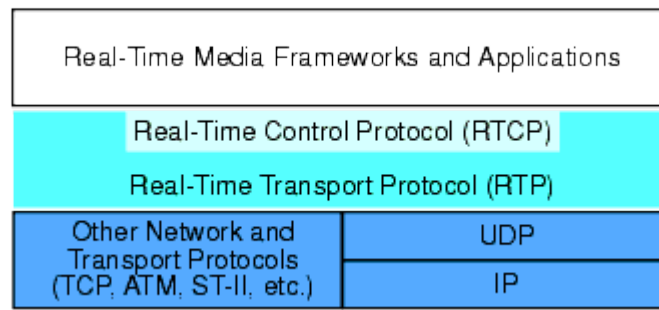 Real-Time Media Frameworks and Applications
Real-Time Control Protocol (RTCP)
Real-Time Transport Protocol (RTP)
Other Network and
Transport Protocols
(TCP, ATM, ST-II, etc.)
UDP
IP